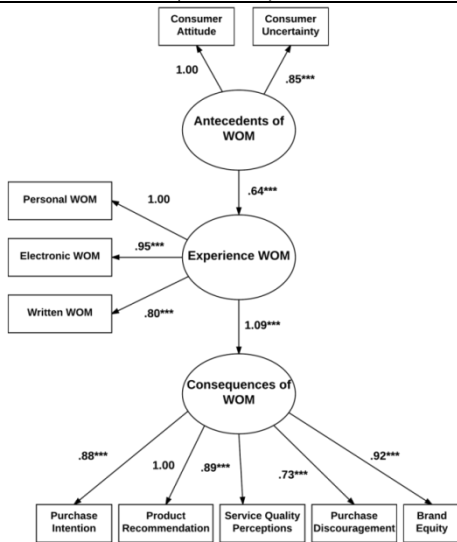 Consumer
Attitude
Consumer
Uncertainty
1.00
.85***
Antecedents of
WOM
.64***
Personal WOM
1.00
Electronic WOM
.95***
Experience WOM
Written WOM
.80***
1.09***
Consequences of
WOM
.88***
1.00
.89***
.73***
.92***
Purchase
Intention
Product
Recommendation
Service Quality
Perceptions
Purchase
Discouragement
Brand
Equity